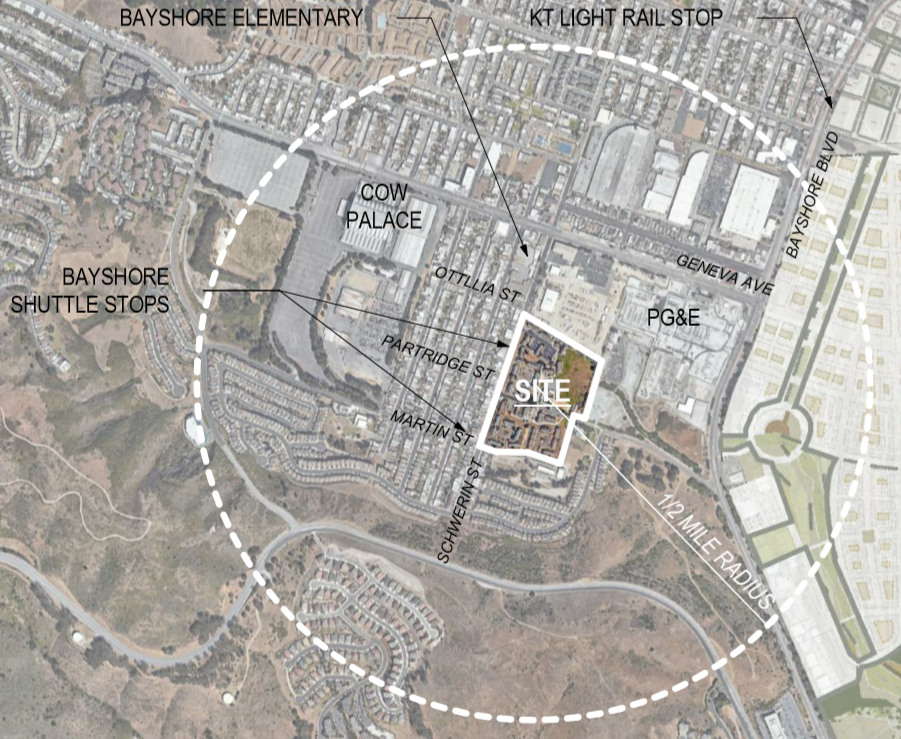 BAYSHORE ELEMENTARY
KT LIGHT RAIL STOP
BAYSHORE BLVD
COW
PALACE
GENEVA AVE
OTTLLIA ST
BAYSHORE
SHUTTLE STOPS
PG&E
PARTRIDGE ST
SITE
MARTIN ST
SCHWERIN ST
1/2 MILE RADIUS